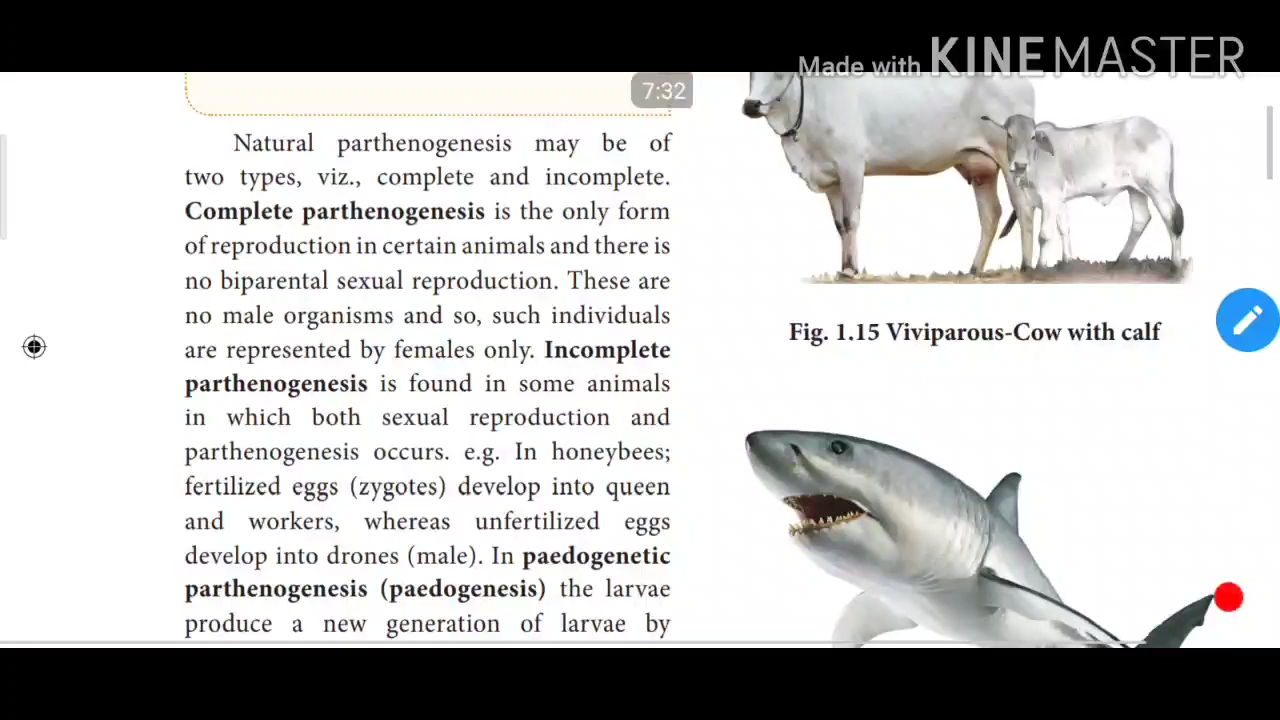 Made with KINEMASTER
7:32
Natural parthenogenesis may be of
two types, viz., complete and incomplete.
Complete parthenogenesis is the only form
of reproduction in certain animals and there is
no biparental sexual reproduction. These are
no male organisms and so, such individuals
are represented by females only. Incomplete
parthenogenesis is found in some animals
in which both sexual reproduction and
parthenogenesis occurs. e.g. In honeybees;
fertilized eggs (zygotes) develop into queen
and workers, whereas unfertilized eggs
develop into drones (male). In paedogenetic
parthenogenesis (paedogenesis) the larvae
produce a new generation of larvae by
Fig. 1.15 Viviparous-Cow with calf